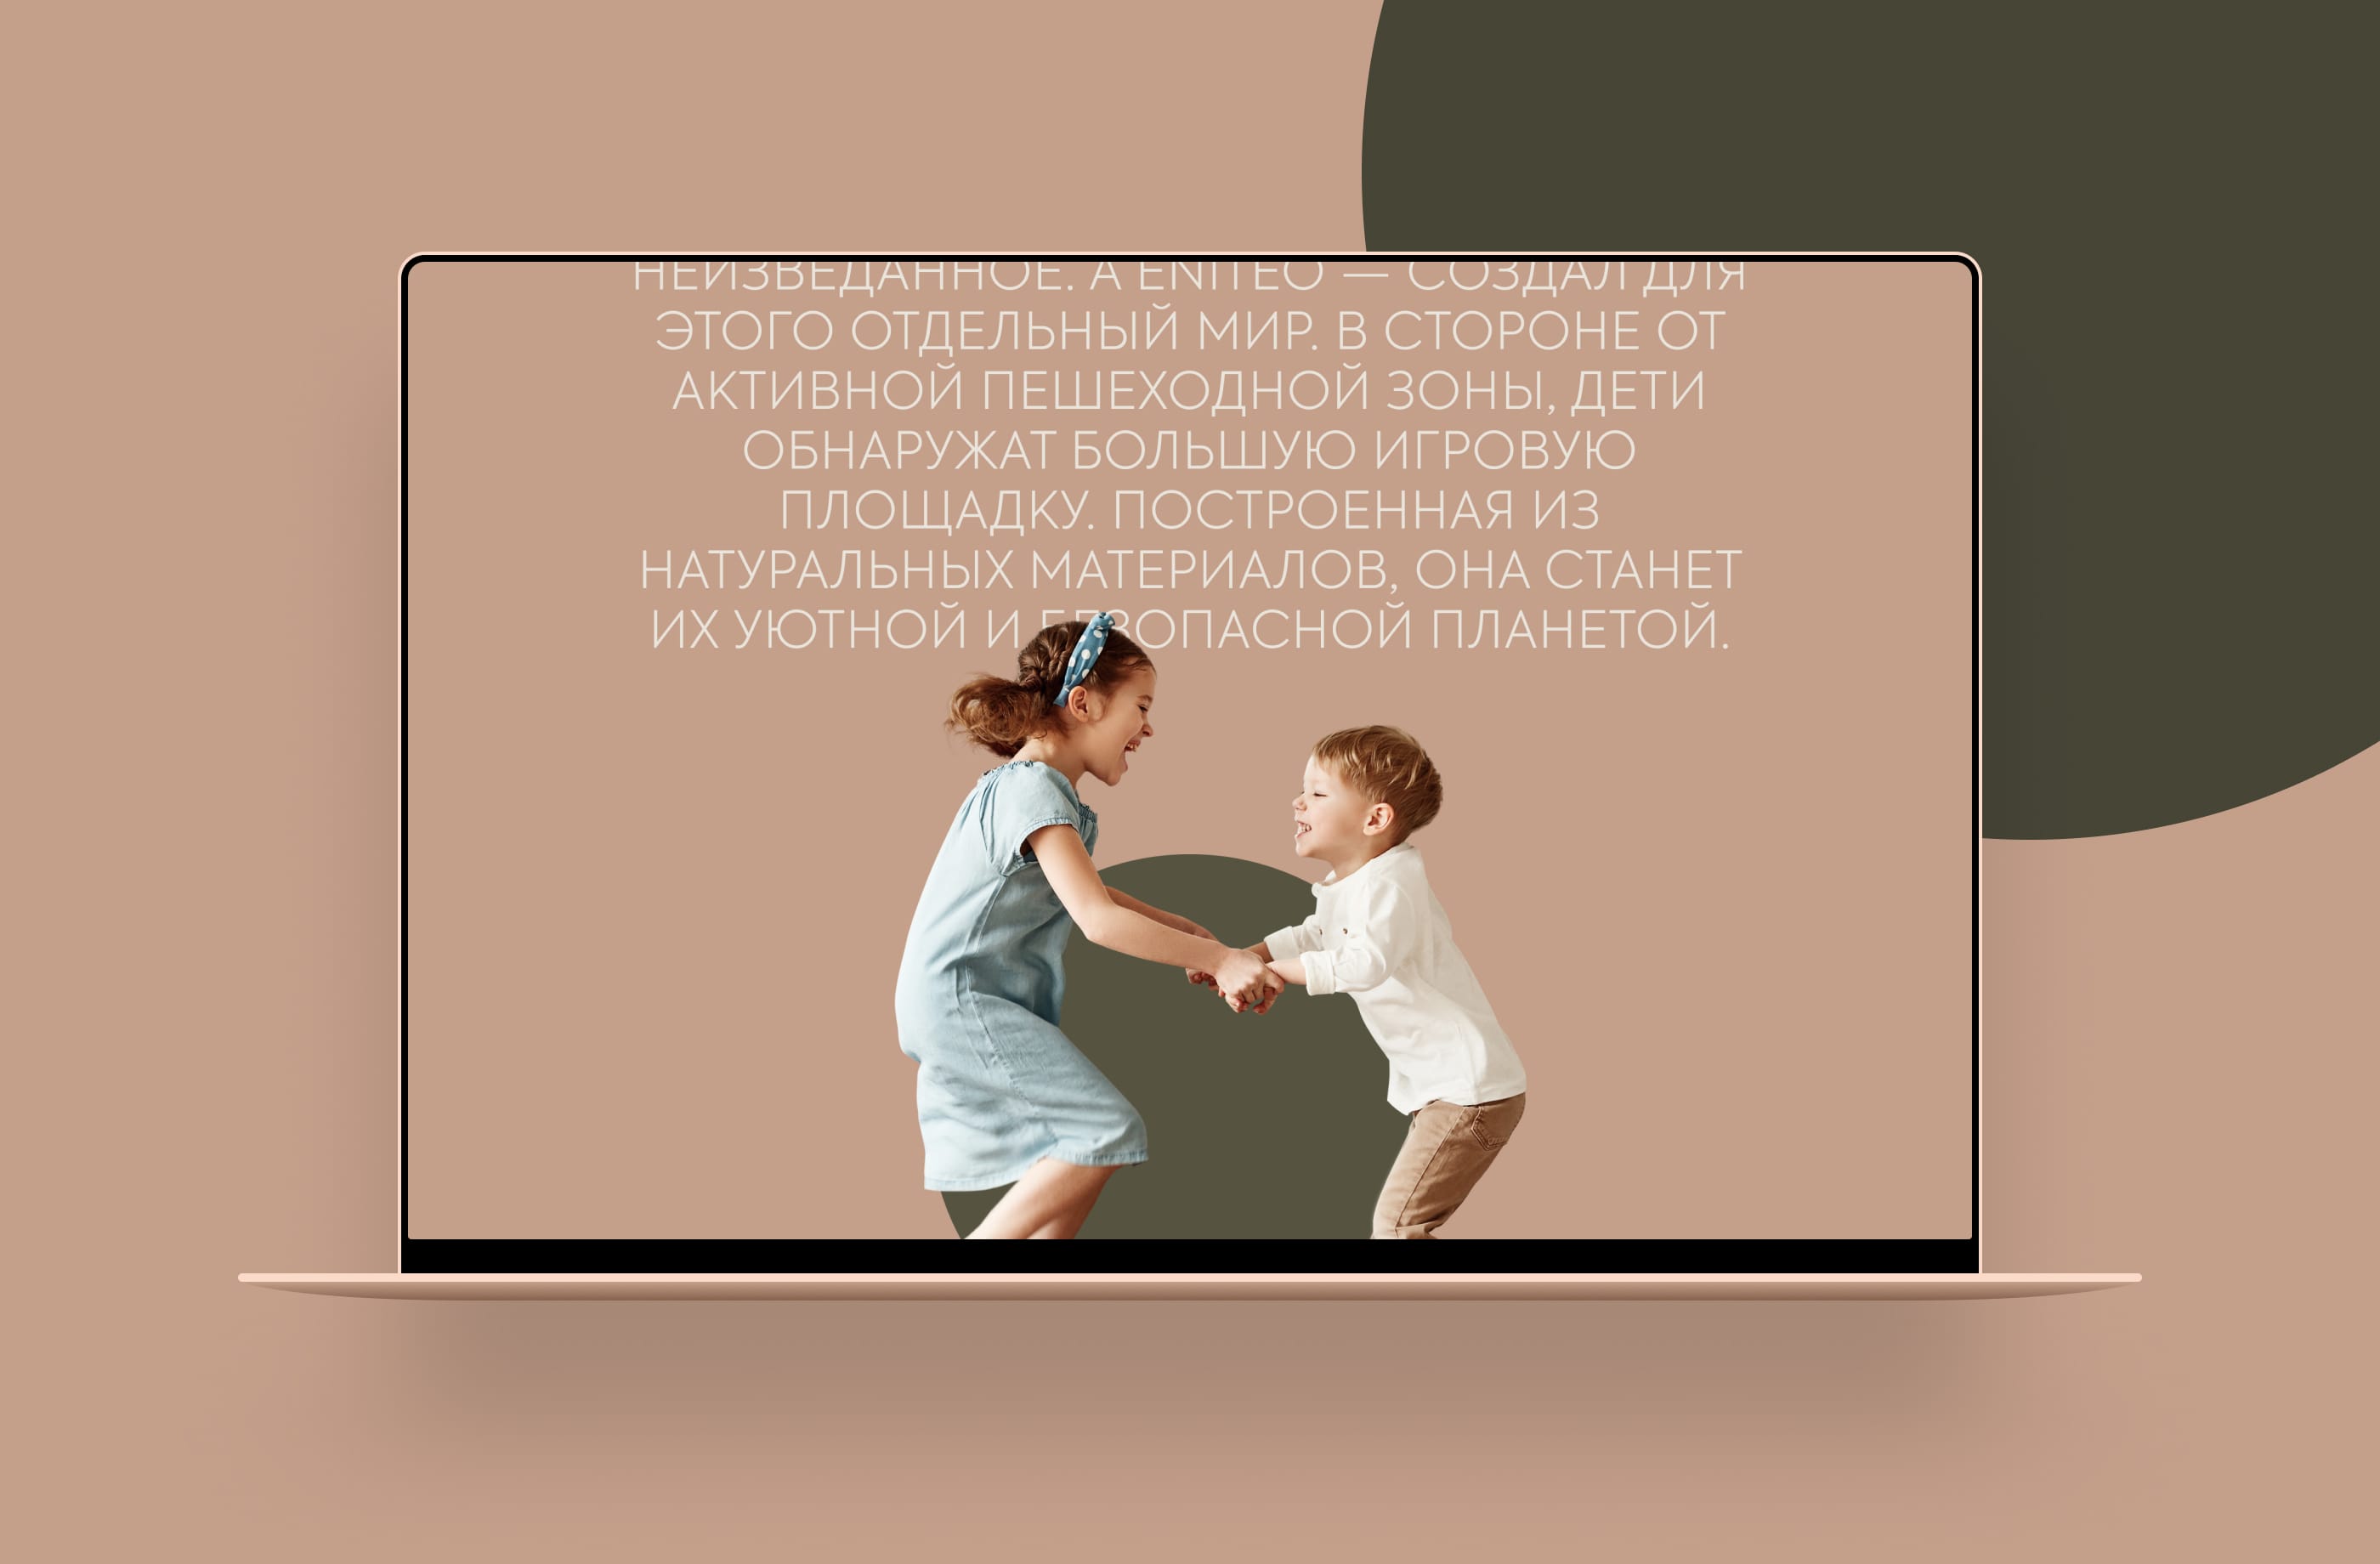 НЕИЗВЕДАННОЕ. А ENITEO — СОЗДАЛ ДЛЯ
ЭТОГО ОТДЕЛЬНЫЙ МИР. В СТОРОНЕ ОТ
АКТИВНОЙ ПЕШЕХОДНОЙ ЗОНЫ, ДЕТИ
ОБНАРУЖАТ БОЛЬШУЮ ИГРОВУЮ
ПЛОЩАДКУ. ПОСТРОЕННАЯ ИЗ
НАТУРАЛЬНЫХ МАТЕРИАЛОВ, ОНА СТАНЕТ
ИХ УЮТНОЙ И БЕЗОПАСНОЙ ПЛАНЕТОЙ.